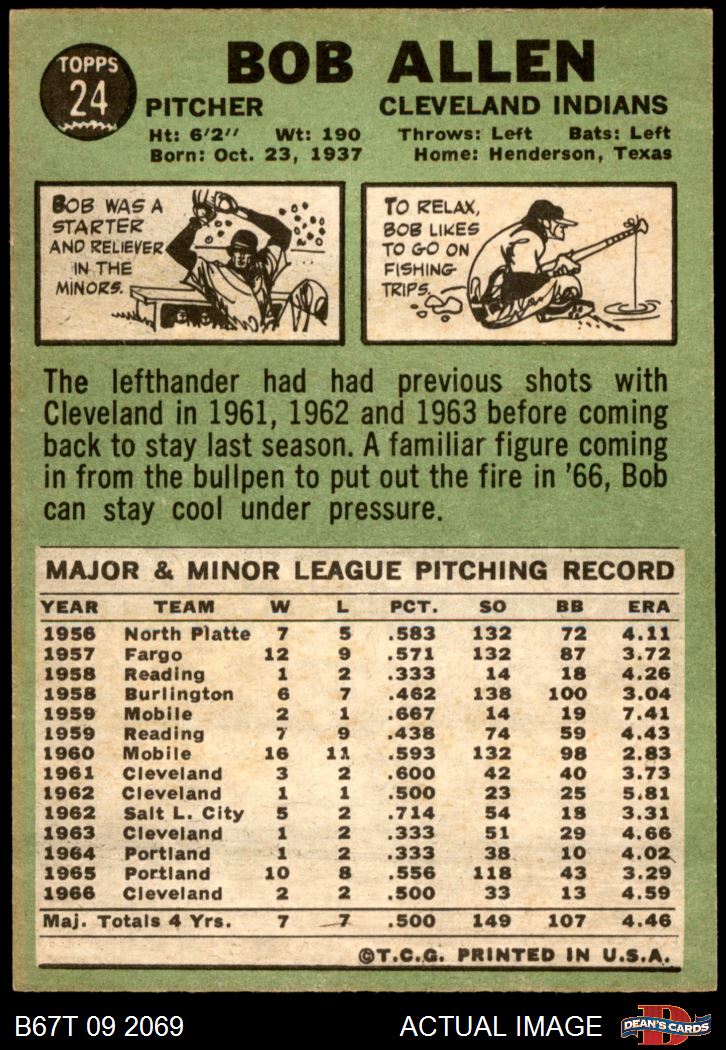 TOPPS
24
BOB ALLEN
PITCHER CLEVELAND INDIANS
Ht: 6'2" Wt: 190 Throws: Left Bats: Left
Born: Oct. 23, 1937 Home: Henderson, Texas
BOB WAS A
STARTER
AND RELIEVER
IN THE
MINORS.
TO RELAX,
BOB LIKES
TO GO ON
FISHING
TRIPS.
The lefthander had had previous shots with
Cleveland in 1961, 1962 and 1963 before coming
back to stay last season. A familiar figure coming
in from the bullpen to put out the fire in '66, Bob
can stay cool under pressure.
MAJOR & MINOR LEAGUE PITCHING RECORD
YEAR TEAM W L PCT. SO BB ERA
1956 North Platte 7 5 .583 132 72 4.11
1957 Fargo 12 9 .571 132 87 3.72
1958 Reading 1 2 .333 14 18 4.26
1958 Burlington 6 7 .462 138 100 3.04
1959 Mobile 2 1 .667 14 19 7.41
1959 Reading 7 9 .438 74 59 4.43
1960 Mobile 16 11 .593 132 98 2.83
1961 Cleveland 3 2 .600 42 40 3.73
1962 Cleveland 1 1 .500 23 25 5.81
1962 Salt L. City 5 2 .714 54 18 3.31
1963 Cleveland 1 2 .333 51 29 4.66
1964 Portland 1 2 .333 38 10 4.02
1965 Portland 10 8 .556 118 43 3.29
1966 Cleveland 2 2 .500 33 13 4.59
Maj. Totals 4 Yrs. 7 7 .500 149 107 4.46
©T.C.G. PRINTED IN U.S.A.
B67T 09 2069 ACTUAL IMAGE DEAN'S CARDS